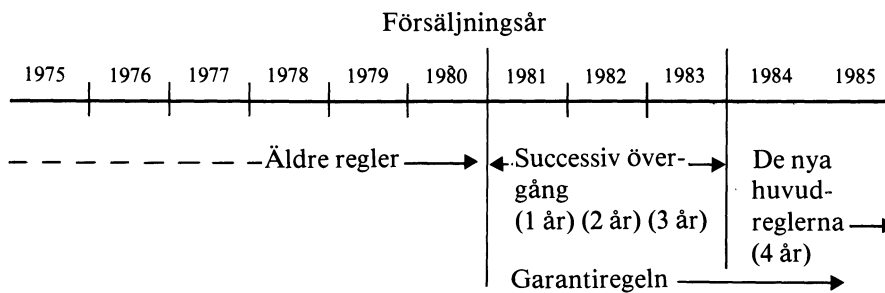 Försäljningsår
1975 1976 1977 1978 1979 1980 1981 1982 1983 1984 1985
Äldre regler
Successiv över-
gång
(1 år) (2 år) (3 år)
De nya
huvud-
reglerna
(4 år)
Garantiregeln